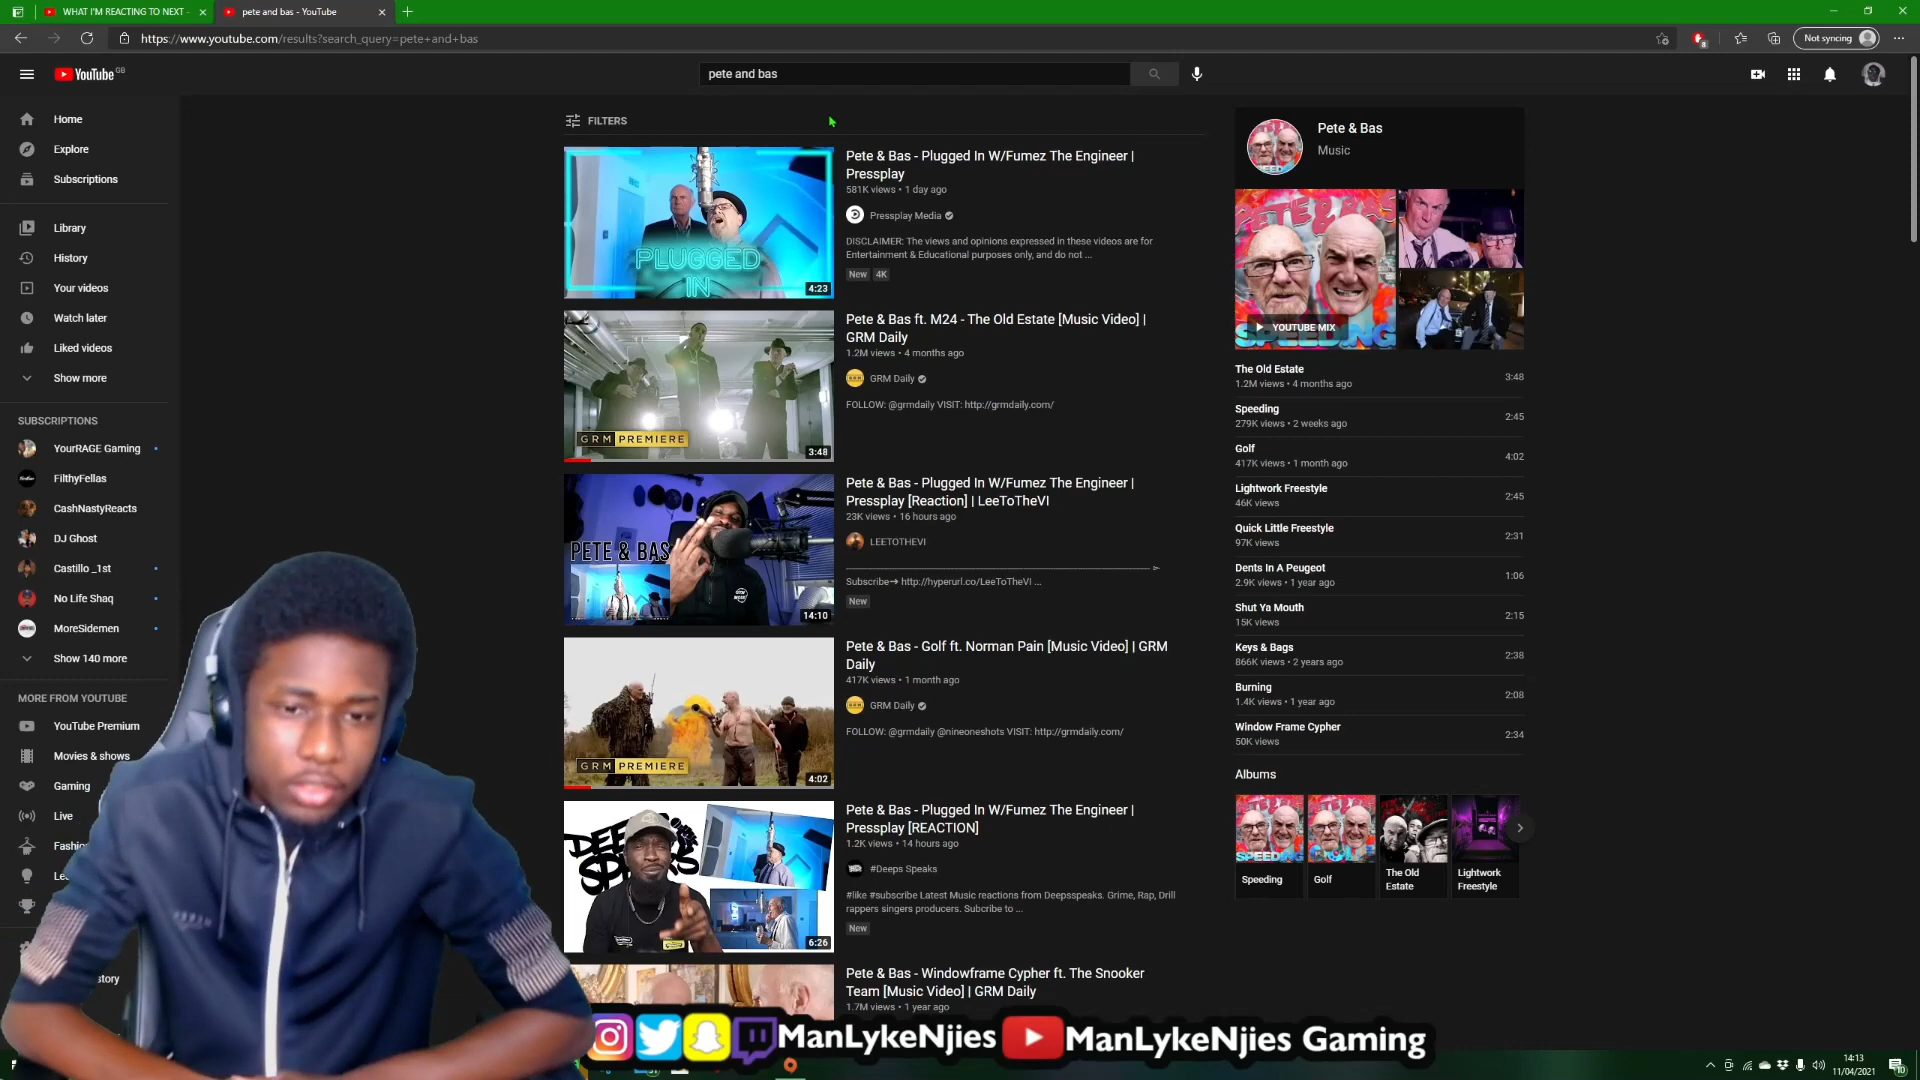 WHAT I'M REACTING TO NEXT -
pete and bas - YouTube
https://www.youtube.com/results?search_query=pete+and+bas
Not syncing
YouTube GB
pete and bas
Home
Explore
Subscriptions
Library
History
Your videos
Watch later
Liked videos
Show more
SUBSCRIPTIONS
YourRAGE Gaming
FilthyFellas
CashNastyReacts
DJ Ghost
Castillo _1st
No Life Shaq
MoreSidemen
Show 140 more
MORE FROM YOUTUBE
YouTube Premium
Movies & shows
Gaming
Live
FILTERS
PLUGGED
IN
4:23
Pete & Bas - Plugged In W/Fumez The Engineer |
Pressplay
581K views • 1 day ago
Pressplay Media
DISCLAIMER: The views and opinions expressed in these videos are for
Entertainment & Educational purposes only, and do not ...
New 4K
GRM PREMIERE
3:48
Pete & Bas ft. M24 - The Old Estate [Music Video] |
GRM Daily
1.2M views • 4 months ago
GRM Daily
FOLLOW: @grmdaily VISIT: http://grmdaily.com/
PETE & BAS
14:10
Pete & Bas - Plugged In W/Fumez The Engineer |
Pressplay [Reaction] | LeeToTheVI
23K views • 16 hours ago
LEETOTHEVI
Subscribe➔ http://hyperurl.co/LeeToTheVI ...
New
GRM PREMIERE
4:02
Pete & Bas - Golf ft. Norman Pain [Music Video] | GRM
Daily
417K views • 1 month ago
GRM Daily
FOLLOW: @grmdaily @nineoneshots VISIT: http://grmdaily.com/
6:26
Pete & Bas - Plugged In W/Fumez The Engineer |
Pressplay [REACTION]
1.2K views • 14 hours ago
#Deeps Speaks
#like #subscribe Latest Music reactions from Deepsspeaks. Grime, Rap, Drill
rappers singers producers. Subcribe to ...
New
Pete & Bas - Windowframe Cypher ft. The Snooker
Team [Music Video] | GRM Daily
1.7M views • 1 year ago
Pete & Bas
Music
PETE & BAS
SPEEDING
YOUTUBE MIX
The Old Estate
1.2M views • 4 months ago
3:48
Speeding
279K views • 2 weeks ago
2:45
Golf
417K views • 1 month ago
4:02
Lightwork Freestyle
46K views
2:45
Quick Little Freestyle
97K views
2:31
Dents In A Peugeot
2.9K views • 1 year ago
1:06
Shut Ya Mouth
15K views
2:15
Keys & Bags
866K views • 2 years ago
2:38
Burning
1.4K views • 1 year ago
2:08
Window Frame Cypher
50K views
2:34
Albums
Speeding
Golf
The Old
Estate
Lightwork
Freestyle
ManLykeNjies
ManLykeNjies Gaming
14:13
11/04/2021